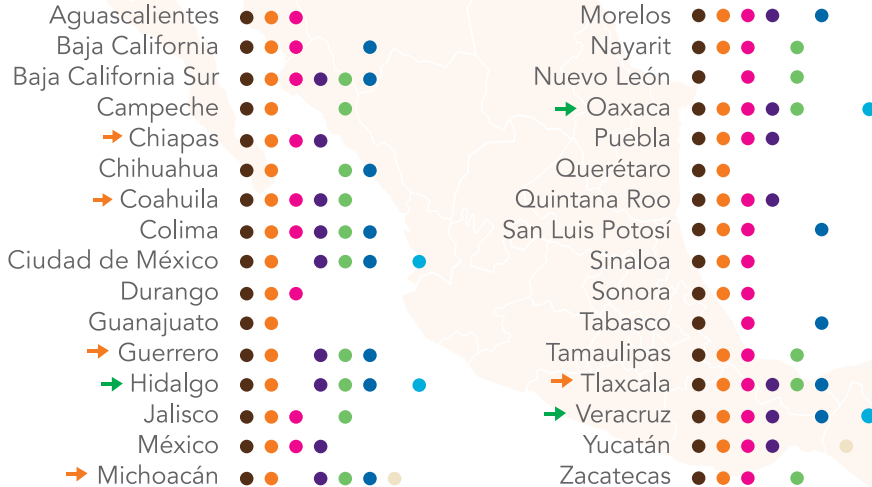 Aguascalientes
Baja California
Baja California Sur
Campeche
Chiapas
Chihuahua
Coahuila
Colima
Ciudad de México
Durango
Guanajuato
Guerrero
Hidalgo
Jalisco
México
Michoacán
Morelos
Nayarit
Nuevo León
Oaxaca
Puebla
Querétaro
Quintana Roo
San Luis Potosí
Sinaloa
Sonora
Tabasco
Tamaulipas
Tlaxcala
Veracruz
Yucatán
Zacatecas